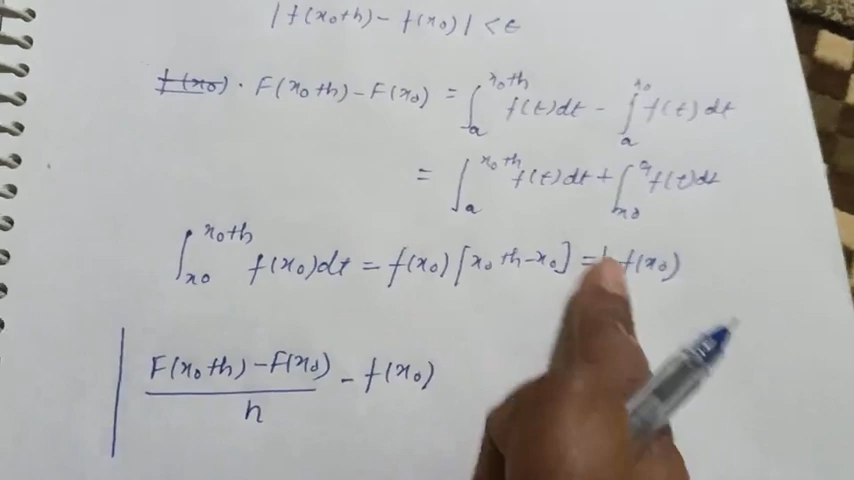 |f(x₀+h) - f(x₀)| < ε
f(x₀) · F(x₀+h) - F(x₀) = ∫ₐ^(x₀+h) f(t)dt - ∫ₐ^(x₀) f(t)dt
= ∫ₐ^(x₀+h) f(t)dt + ∫_(x₀)^a f(t)dt
∫_(x₀)^(x₀+h) f(x₀)dt = f(x₀)[x₀+h-x₀] = h f(x₀)
| (F(x₀+h) - F(x₀))/h - f(x₀)